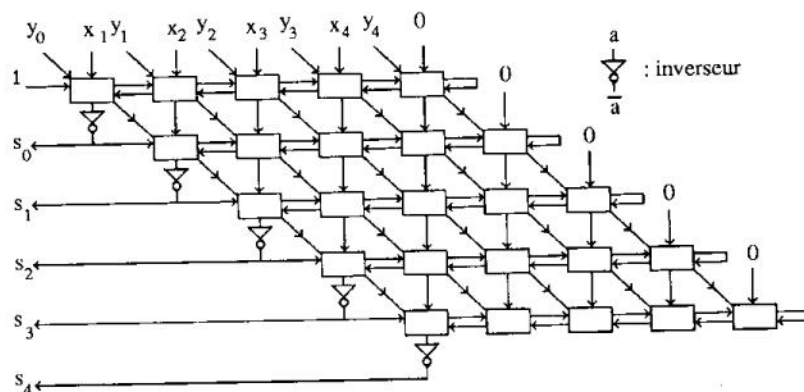 y0 x1 y1 x2 y2 x3 y3 x4 y4 0
a
: inverseur
a
1
0
s0
0
s1
0
s2
0
s3
s4